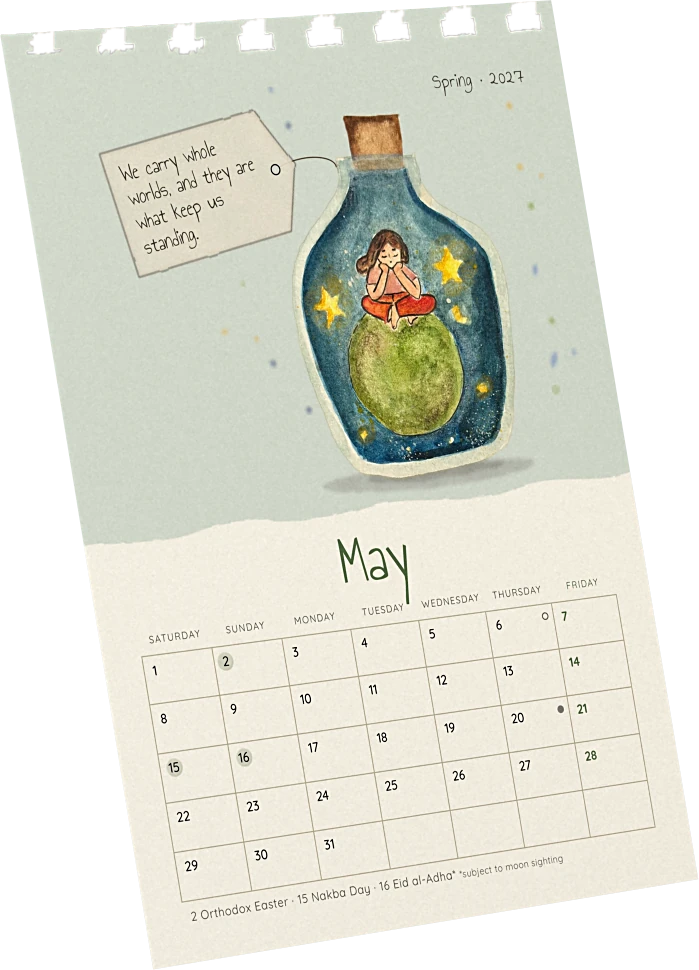 Spring · 2027
We carry whole
worlds, and they are
what keep us
standing.
May
SATURDAY SUNDAY MONDAY TUESDAY WEDNESDAY THURSDAY FRIDAY
1 2 3 4 5 6 7
8 9 10 11 12 13 14
15 16 17 18 19 20 21
22 23 24 25 26 27 28
29 30 31
2 Orthodox Easter · 15 Nakba Day · 16 Eid al-Adha* *subject to moon sighting